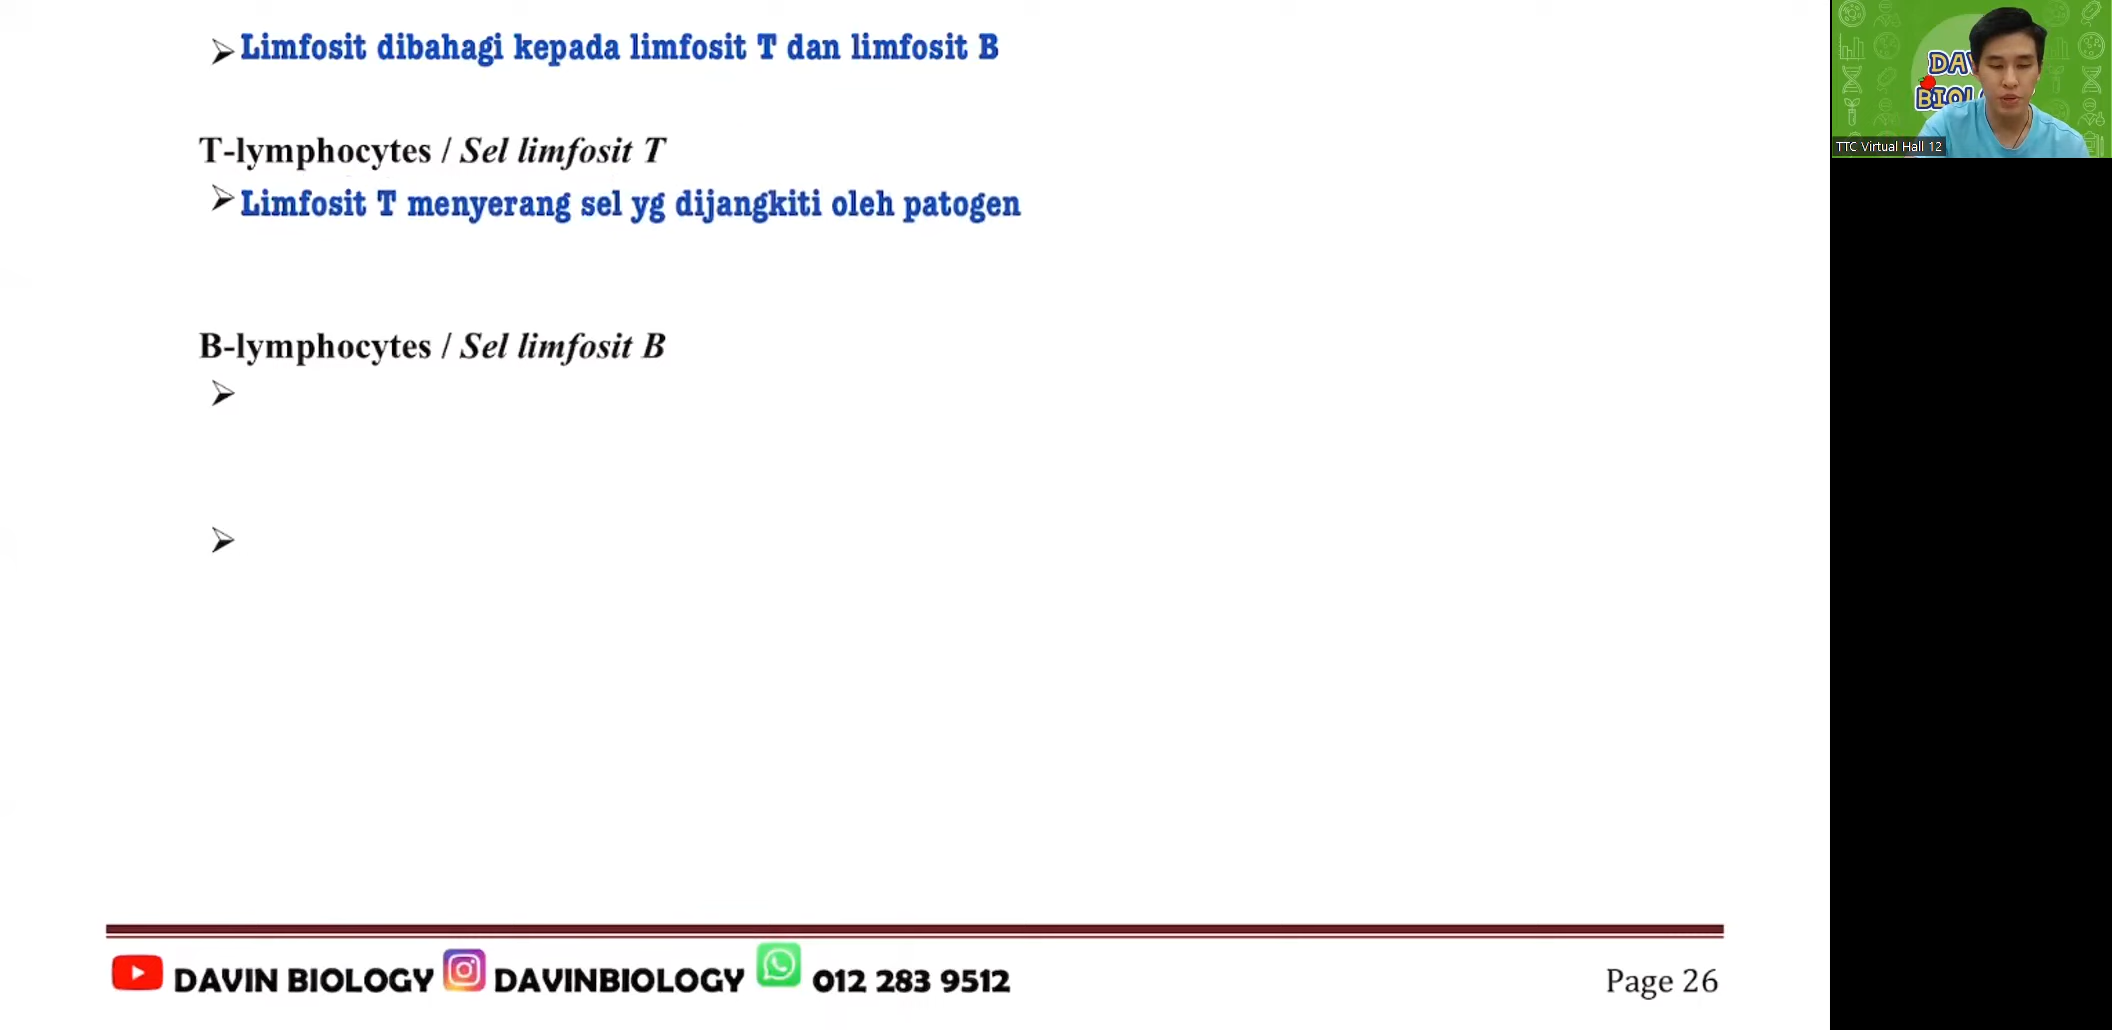 Limfosit dibahagi kepada limfosit T dan limfosit B
T-lymphocytes / Sel limfosit T
Limfosit T menyerang sel yg dijangkiti oleh patogen
B-lymphocytes / Sel limfosit B
DAVIN BIOLOGY DAVINBIOLOGY 012 283 9512
Page 26
TTC Virtual Hall 12